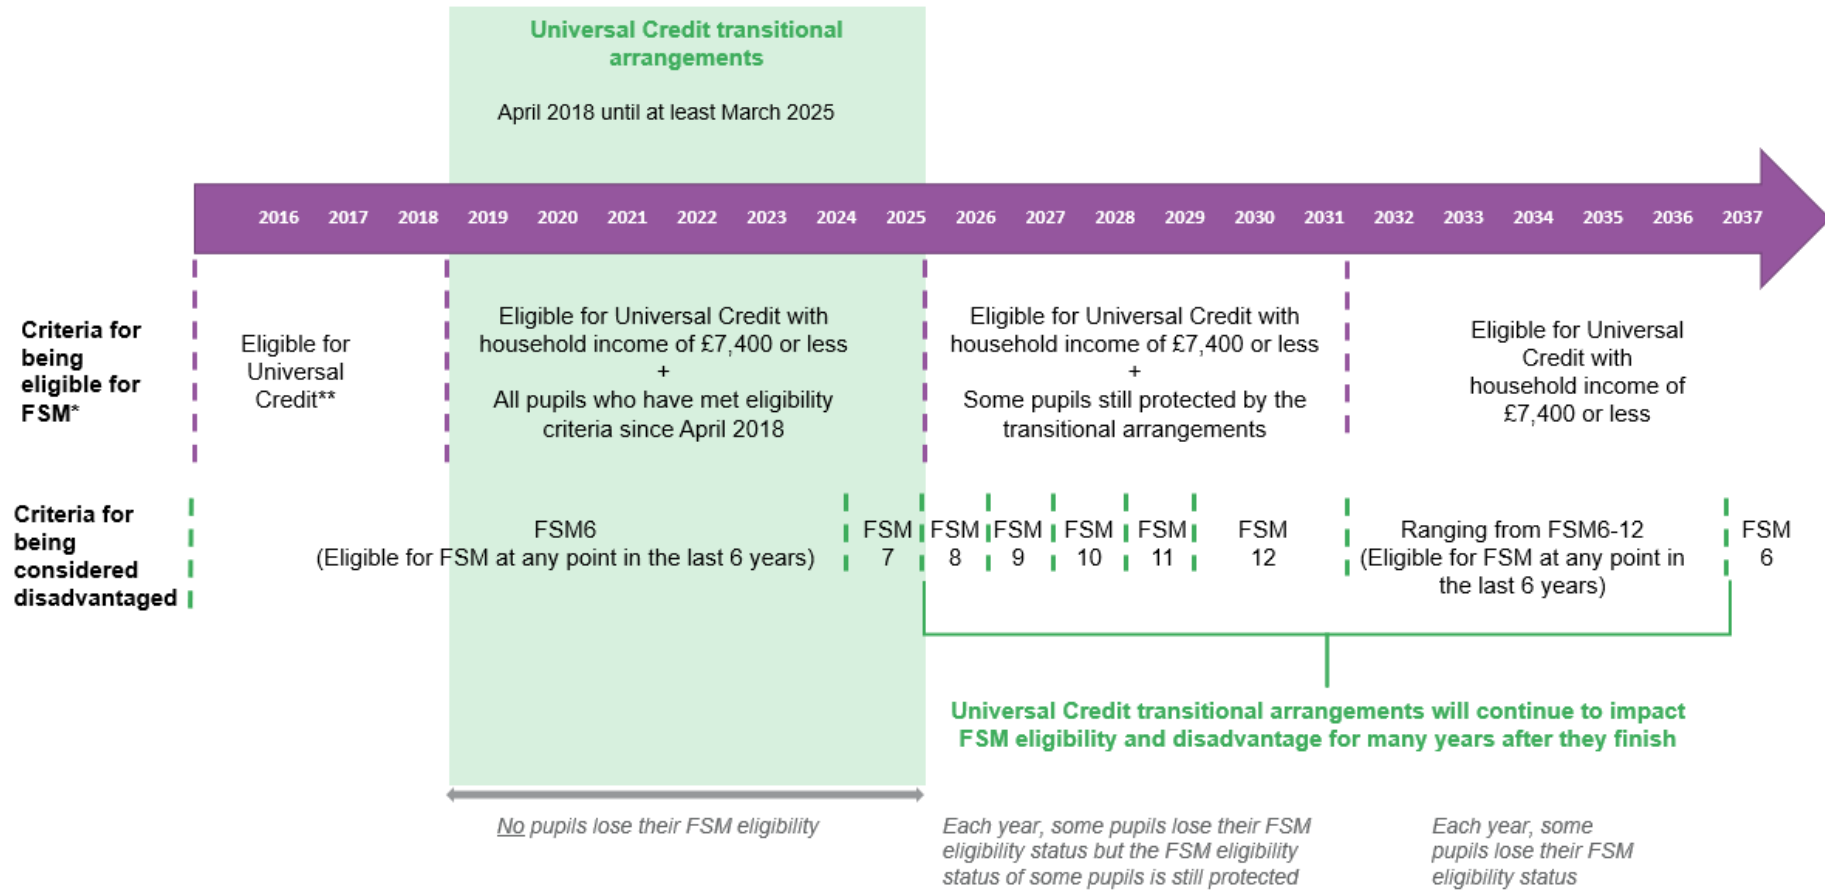 Universal Credit transitional
arrangements
April 2018 until at least March 2025
2016 2017 2018 2019 2020 2021 2022 2023 2024 2025 2026 2027 2028 2029 2030 2031 2032 2033 2034 2035 2036 2037
Criteria for
being
eligible for
FSM*
Eligible for
Universal
Credit**
Eligible for Universal Credit with
household income of £7,400 or less
+
All pupils who have met eligibility
criteria since April 2018
Eligible for Universal Credit with
household income of £7,400 or less
+
Some pupils still protected by the
transitional arrangements
Eligible for Universal
Credit with
household income of
£7,400 or less
Criteria for
being
considered
disadvantaged
FSM6
(Eligible for FSM at any point in the last 6 years)
FSM
7
FSM
8
FSM
9
FSM
10
FSM
11
FSM
12
Ranging from FSM6-12
(Eligible for FSM at any point in
the last 6 years)
FSM
6
Universal Credit transitional arrangements will continue to impact
FSM eligibility and disadvantage for many years after they finish
No pupils lose their FSM eligibility
Each year, some pupils lose their FSM
eligibility status but the FSM eligibility
status of some pupils is still protected
Each year, some
pupils lose their FSM
eligibility status